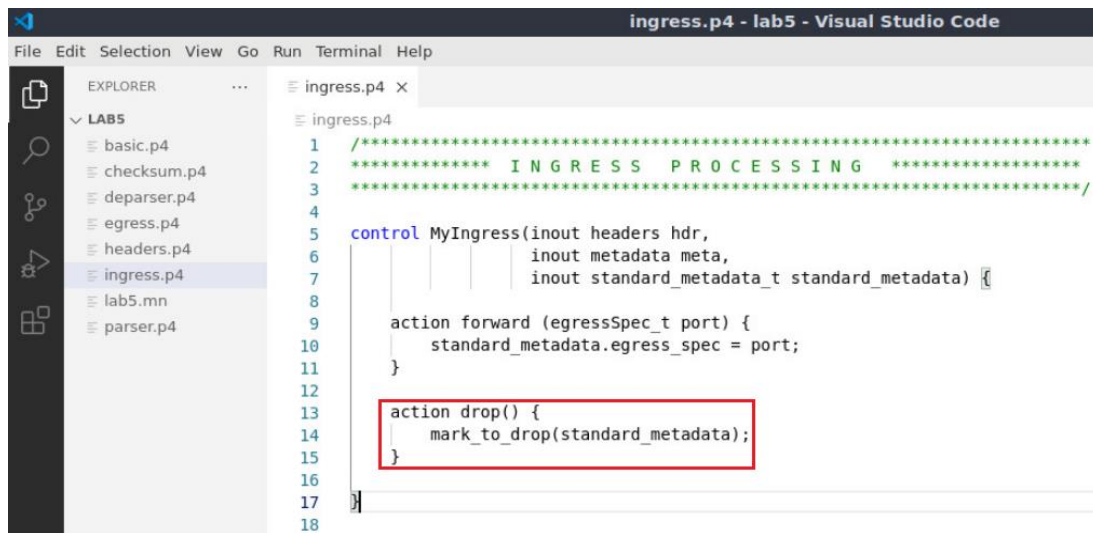 ingress.p4 - lab5 - Visual Studio Code
File Edit Selection View Go Run Terminal Help
EXPLORER ...
LAB5
basic.p4
checksum.p4
deparser.p4
egress.p4
headers.p4
ingress.p4
lab5.mn
parser.p4
ingress.p4 ×
ingress.p4
1 /*************************************************************************
2 ************** I N G R E S S   P R O C E S S I N G   *******************
3 *************************************************************************/
4
5 control MyIngress(inout headers hdr,
6                   inout metadata meta,
7                   inout standard_metadata_t standard_metadata) {
8
9     action forward (egressSpec_t port) {
10         standard_metadata.egress_spec = port;
11     }
12
13     action drop() {
14         mark_to_drop(standard_metadata);
15     }
16
17 }
18